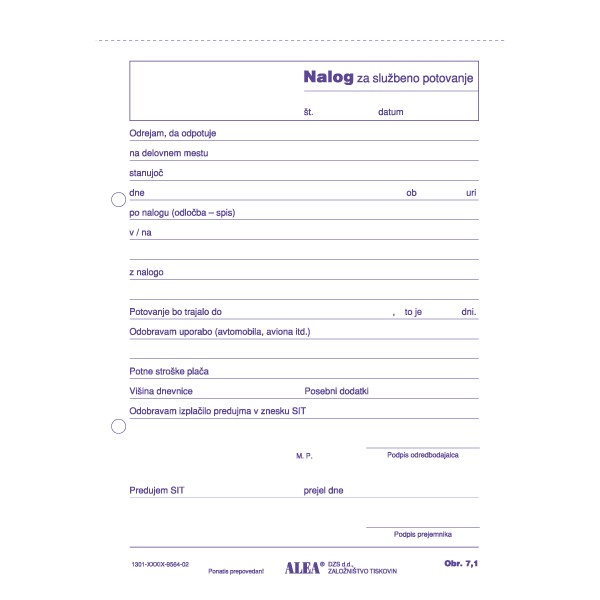 Nalog za službeno potovanje
št. datum
Odrejam, da odpotuje
na delovnem mestu
stanujoč
dne ob uri
po nalogu (odločba – spis)
v / na
z nalogo
Potovanje bo trajalo do , to je dni.
Odobravam uporabo (avtomobila, aviona itd.)
Potne stroške plača
Višina dnevnice Posebni dodatki
Odobravam izplačilo predujma v znesku SIT
M. P. Podpis odredbodajalca
Predujem SIT prejel dne
Podpis prejemnika
1301-XXXIX-9564-02 Ponatis prepovedan! ALEA® DZS d.d., ZALOŽNIŠTVO TISKOVIN Obr. 7,1